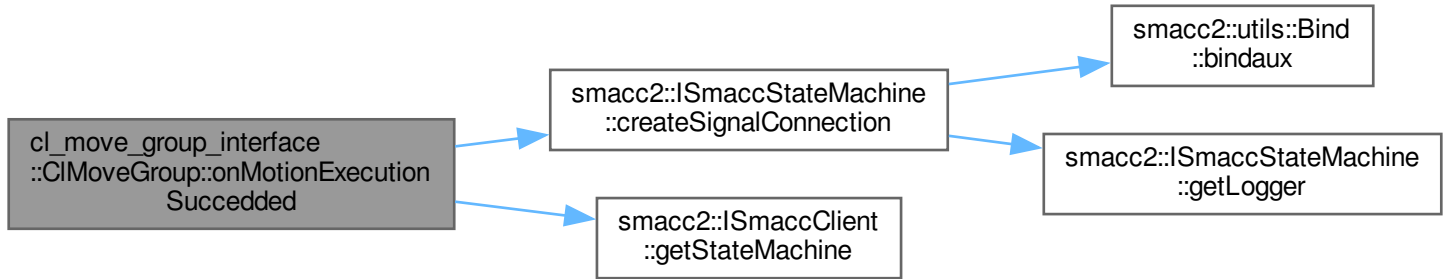 cl_move_group_interface
::ClMoveGroup::onMotionExecution
Succedded
smacc2::ISmaccStateMachine
::createSignalConnection
smacc2::utils::Bind
::bindaux
smacc2::ISmaccStateMachine
::getLogger
smacc2::ISmaccClient
::getStateMachine